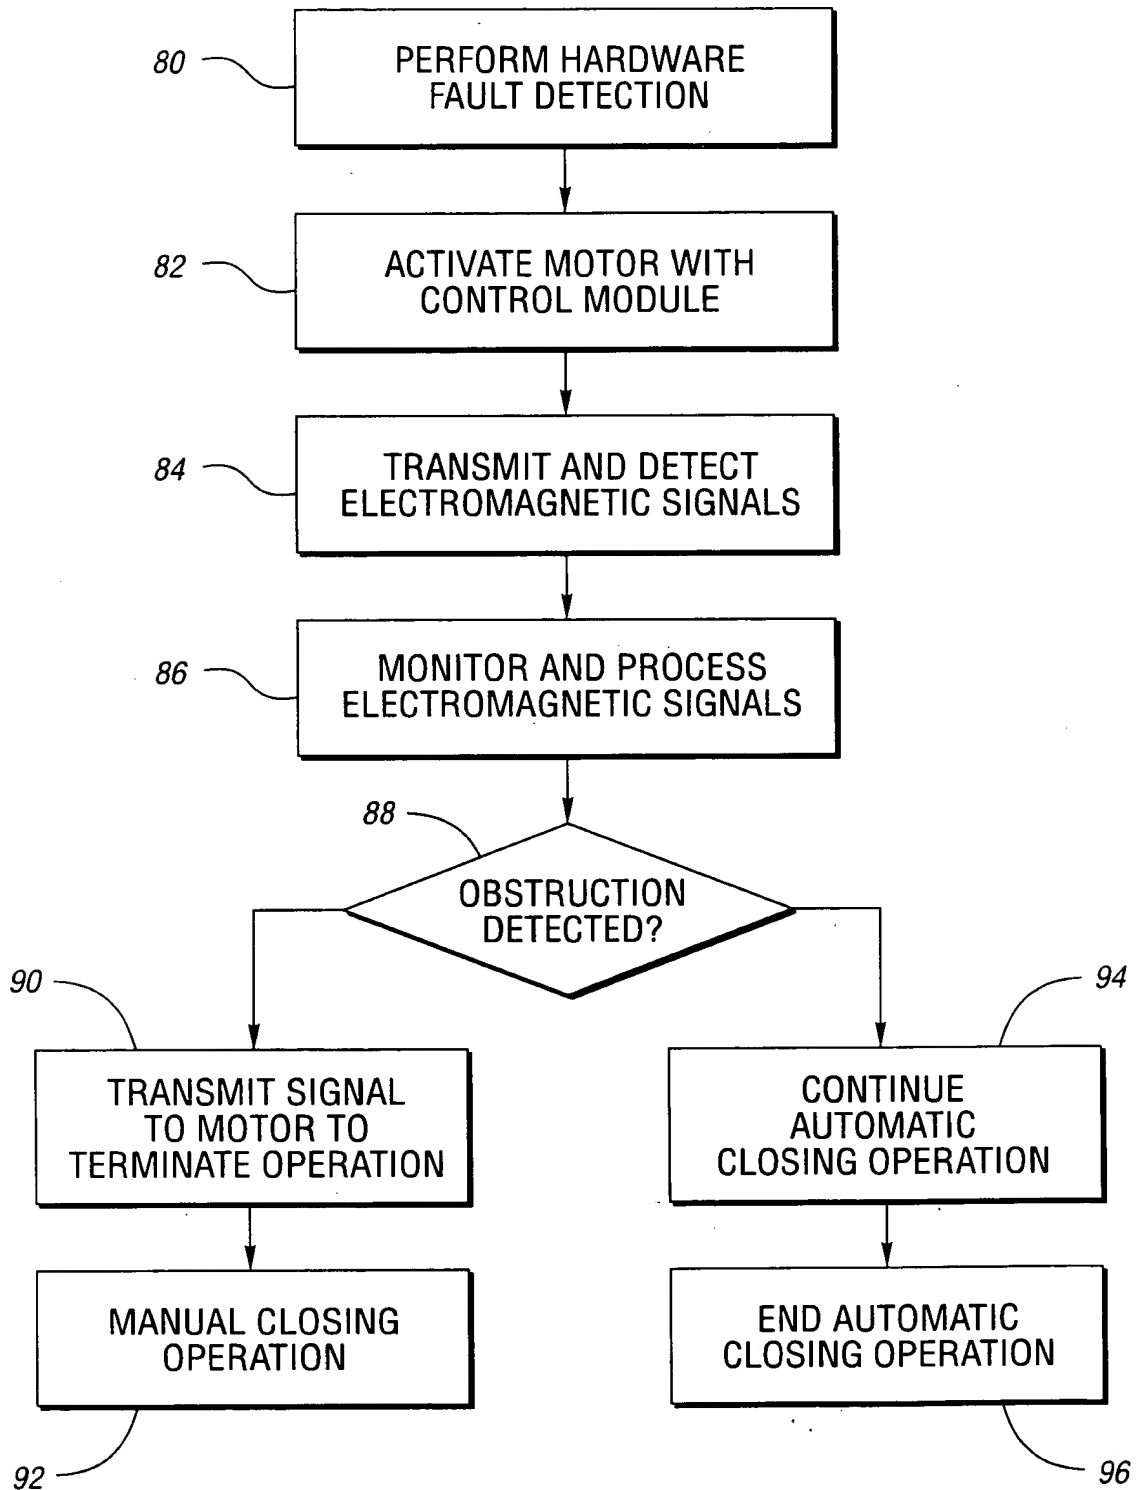 80
PERFORM HARDWARE
FAULT DETECTION
82
ACTIVATE MOTOR WITH
CONTROL MODULE
84
TRANSMIT AND DETECT
ELECTROMAGNETIC SIGNALS
86
MONITOR AND PROCESS
ELECTROMAGNETIC SIGNALS
88
OBSTRUCTION
DETECTED?
90
TRANSMIT SIGNAL
TO MOTOR TO
TERMINATE OPERATION
94
CONTINUE
AUTOMATIC
CLOSING OPERATION
MANUAL CLOSING
OPERATION
92
END AUTOMATIC
CLOSING OPERATION
96